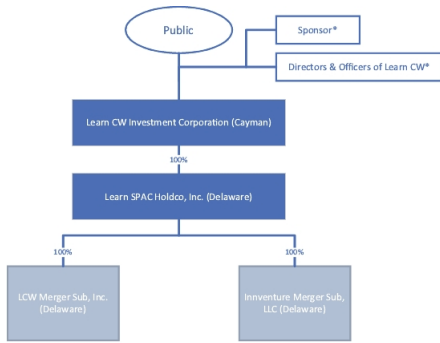 Public
Sponsor*
Directors & Officers of Learn CW*
Learn CW Investment Corporation (Cayman)
100%
Learn SPAC Holdco, Inc. (Delaware)
100%
100%
LCW Merger Sub, Inc.
(Delaware)
Innventure Merger Sub,
LLC (Delaware)